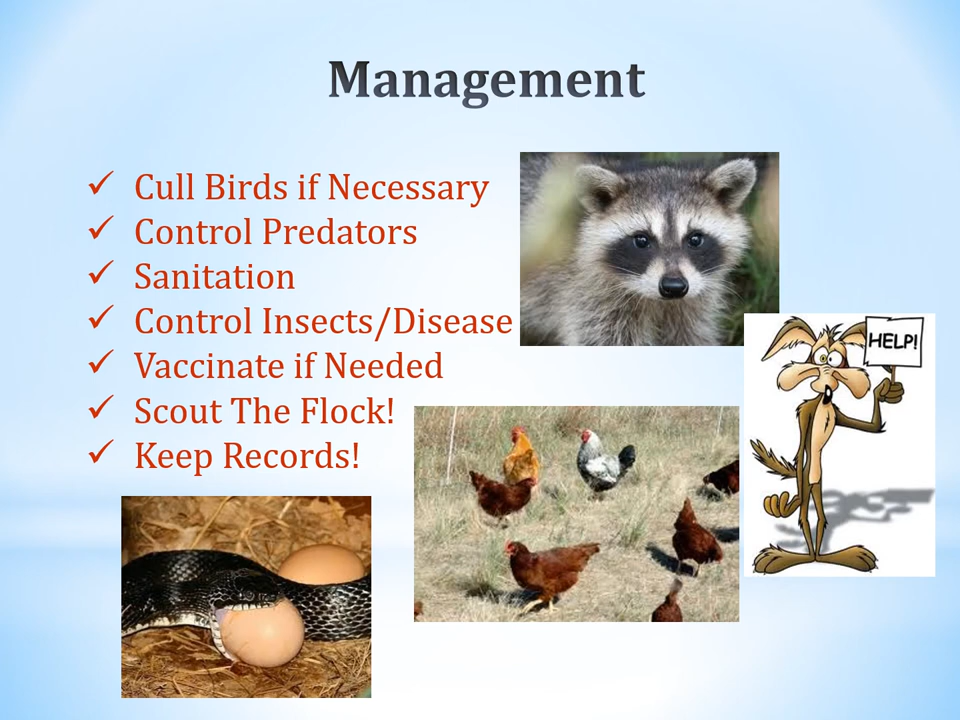 Management
Cull Birds if Necessary
Control Predators
Sanitation
Control Insects/Disease
Vaccinate if Needed
Scout The Flock!
Keep Records!
HELP!